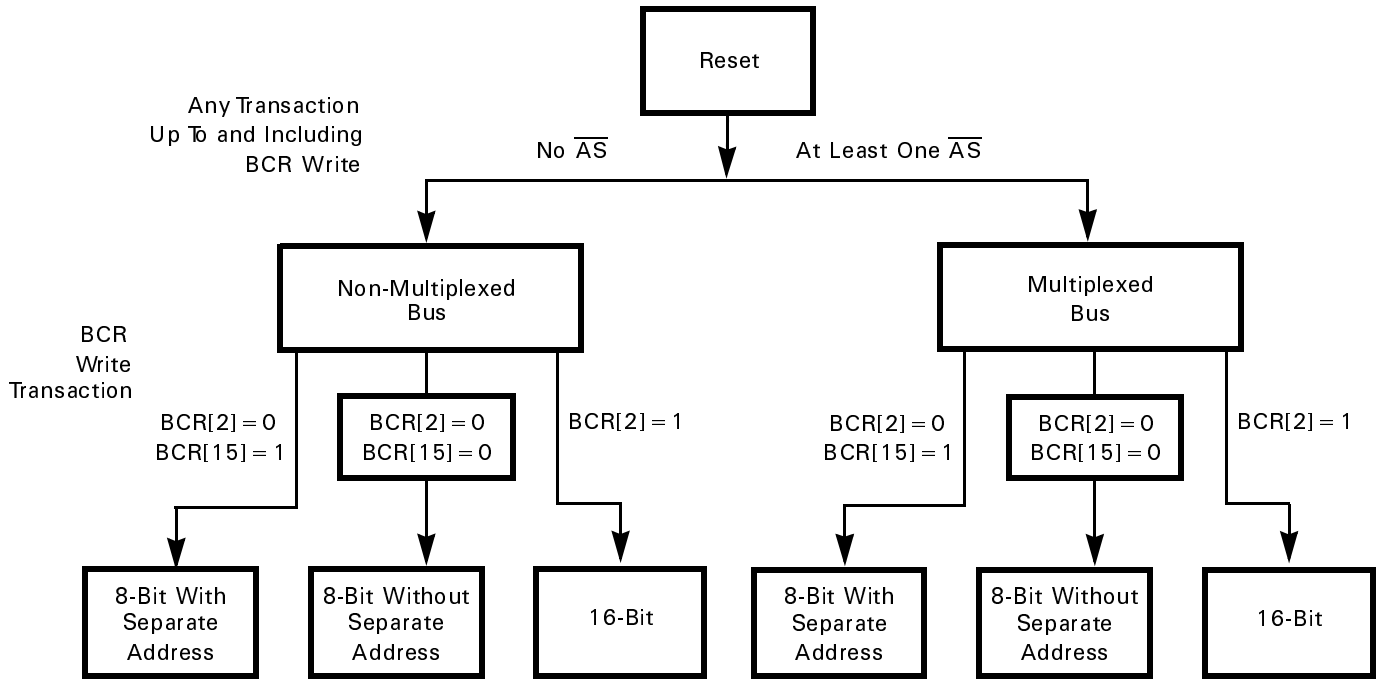 Reset
Any Transaction
Up To and Including
BCR Write
No A̅S̅
At Least One A̅S̅
Non-Multiplexed
Bus
Multiplexed
Bus
BCR
Write
Transaction
BCR[2]=0
BCR[15]=1
BCR[2]=0
BCR[15]=0
BCR[2]=1
BCR[2]=0
BCR[15]=1
BCR[2]=0
BCR[15]=0
BCR[2]=1
8-Bit With
Separate
Address
8-Bit Without
Separate
Address
16-Bit
8-Bit With
Separate
Address
8-Bit Without
Separate
Address
16-Bit